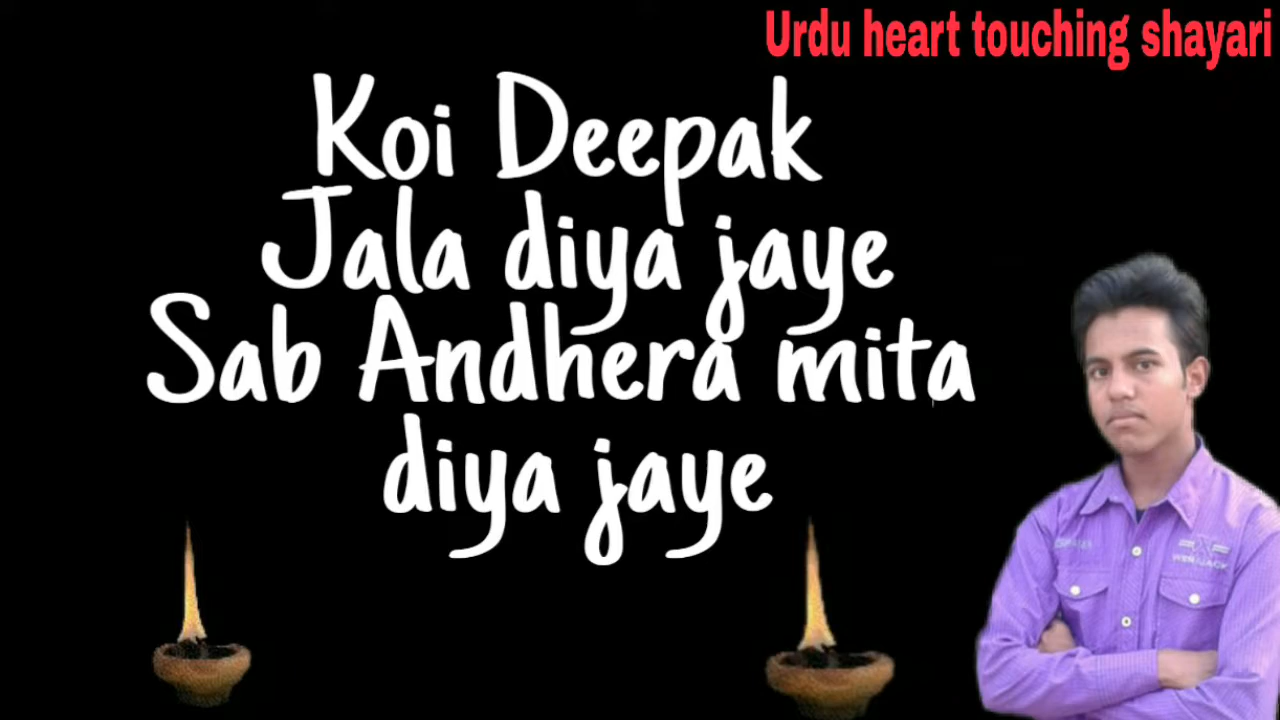 Urdu heart touching shayari
Koi Deepak
Jala diya jaye
Sab Andhera mita
diya jaye